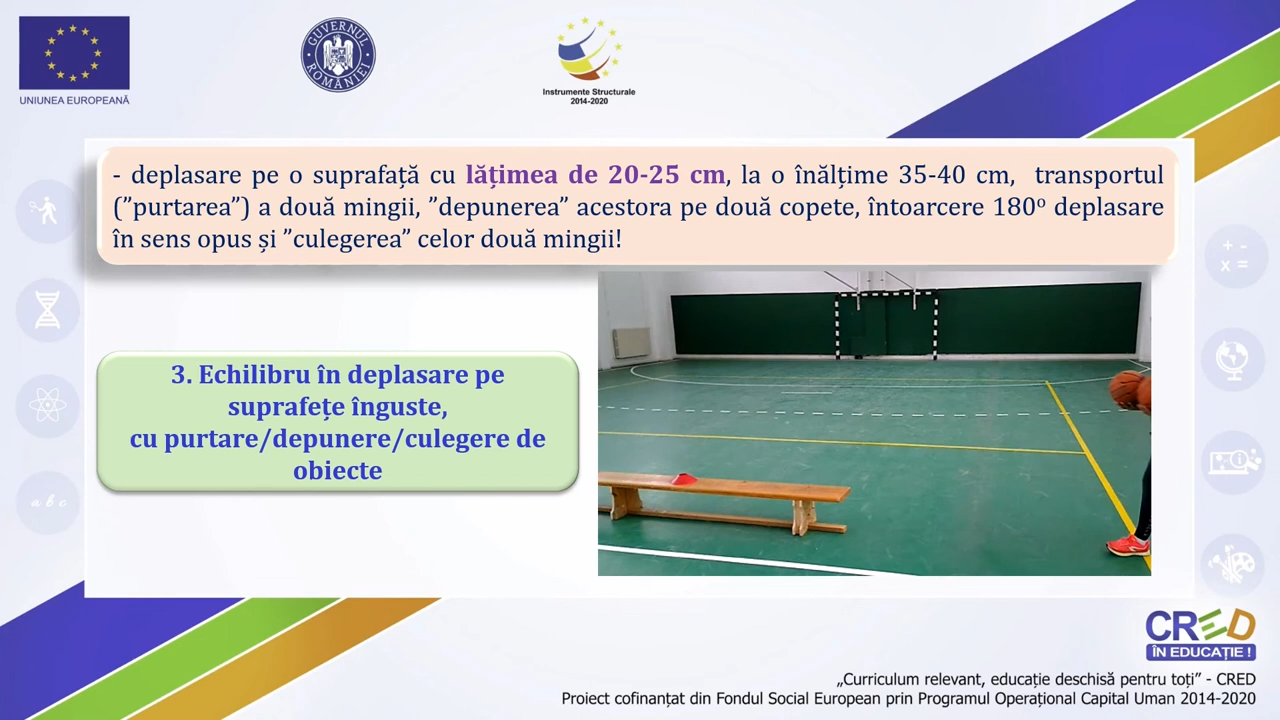 UNIUNEA EUROPEANĂ
GUVERNUL ROMÂNIEI
Instrumente Structurale
2014-2020
- deplasare pe o suprafață cu lățimea de 20-25 cm, la o înălțime 35-40 cm, transportul
(”purtarea”) a două mingii, ”depunerea” acestora pe două copete, întoarcere 180º deplasare
în sens opus și ”culegerea” celor două mingii!
3. Echilibru în deplasare pe
suprafețe înguste,
cu purtare/depunere/culegere de
obiecte
+ -
x =
a b c
CRED
ÎN EDUCAȚIE !
„Curriculum relevant, educație deschisă pentru toți” - CRED
Proiect cofinanțat din Fondul Social European prin Programul Operațional Capital Uman 2014-2020